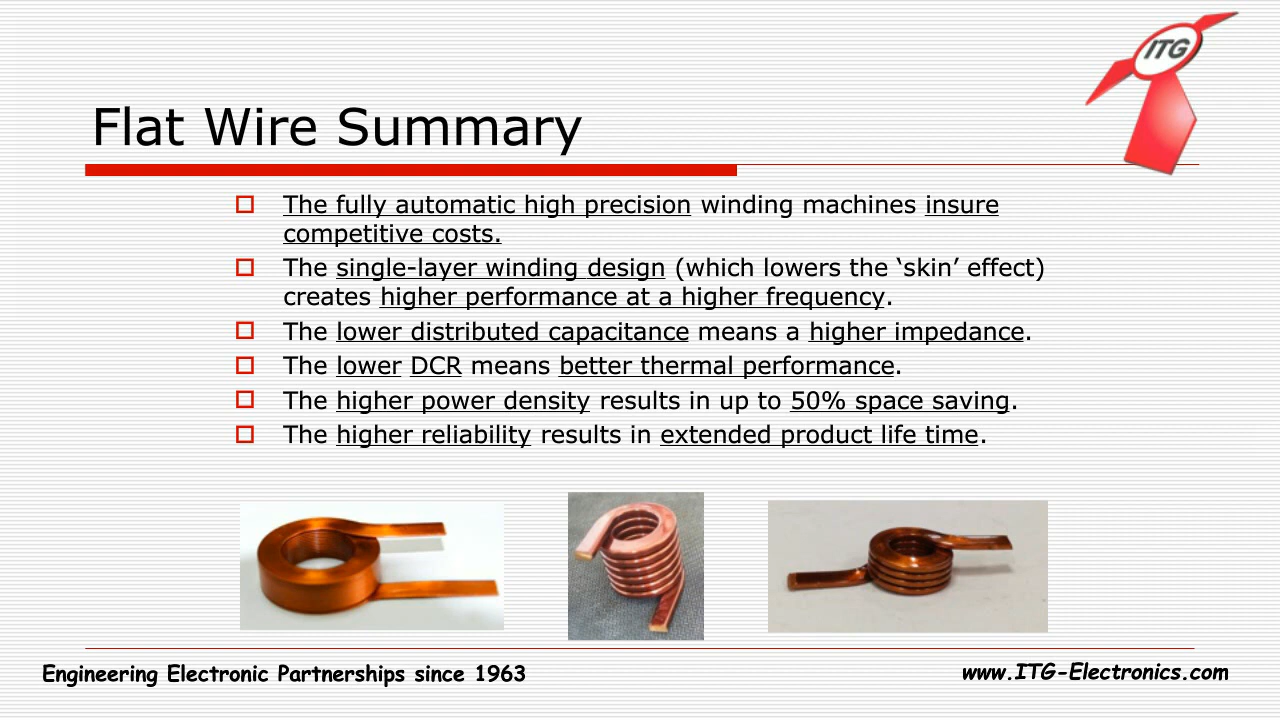 ITG
Flat Wire Summary
The fully automatic high precision winding machines insure
competitive costs.
The single-layer winding design (which lowers the ‘skin’ effect)
creates higher performance at a higher frequency.
The lower distributed capacitance means a higher impedance.
The lower DCR means better thermal performance.
The higher power density results in up to 50% space saving.
The higher reliability results in extended product life time.
Engineering Electronic Partnerships since 1963
www.ITG-Electronics.com